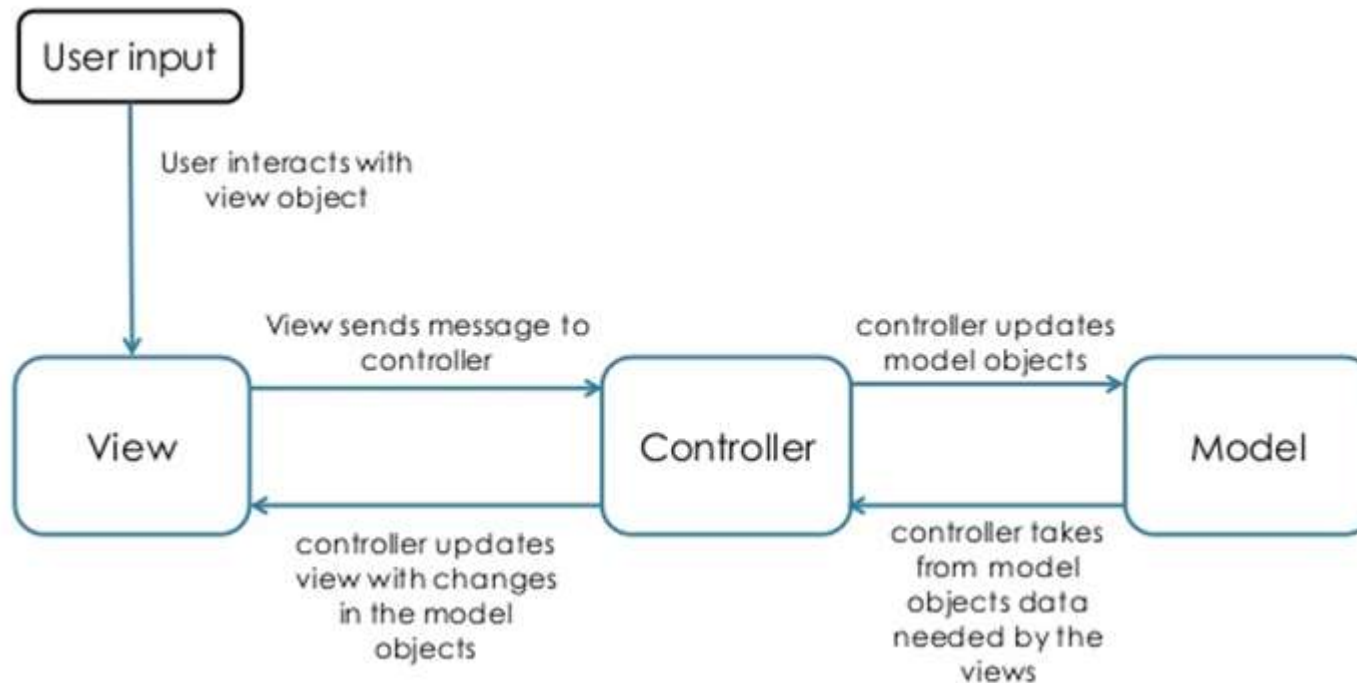 User input
User interacts with
view object
View sends message to
controller
controller updates
model objects
View
Controller
Model
controller updates
view with changes
in the model
objects
controller takes
from model
objects data
needed by the
views